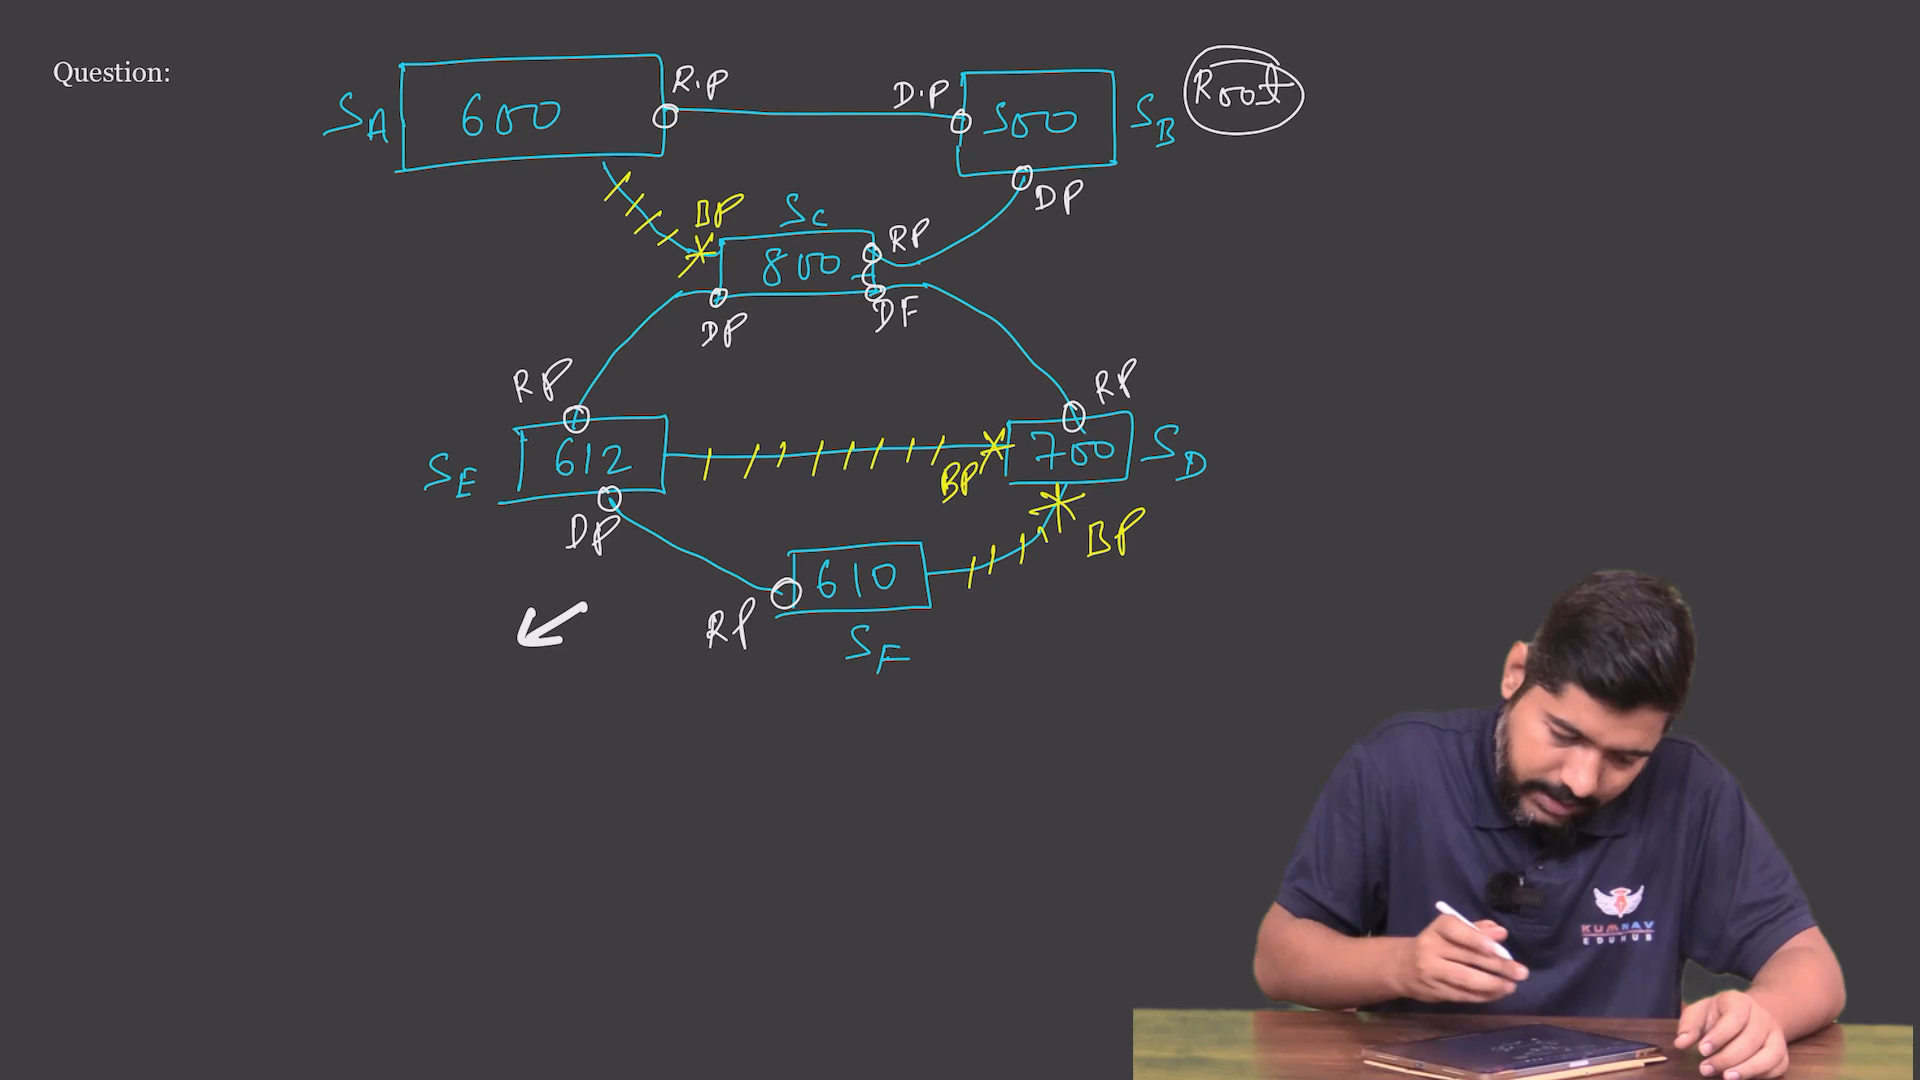 Question:
SA 600 R.P D.P 500 SB Root
DP
BP SC
800 RP
DP DF
RP RP
SE 612 BP 700 SD
DP BP
RP 610
SF
KUMNAV
EDUHUB